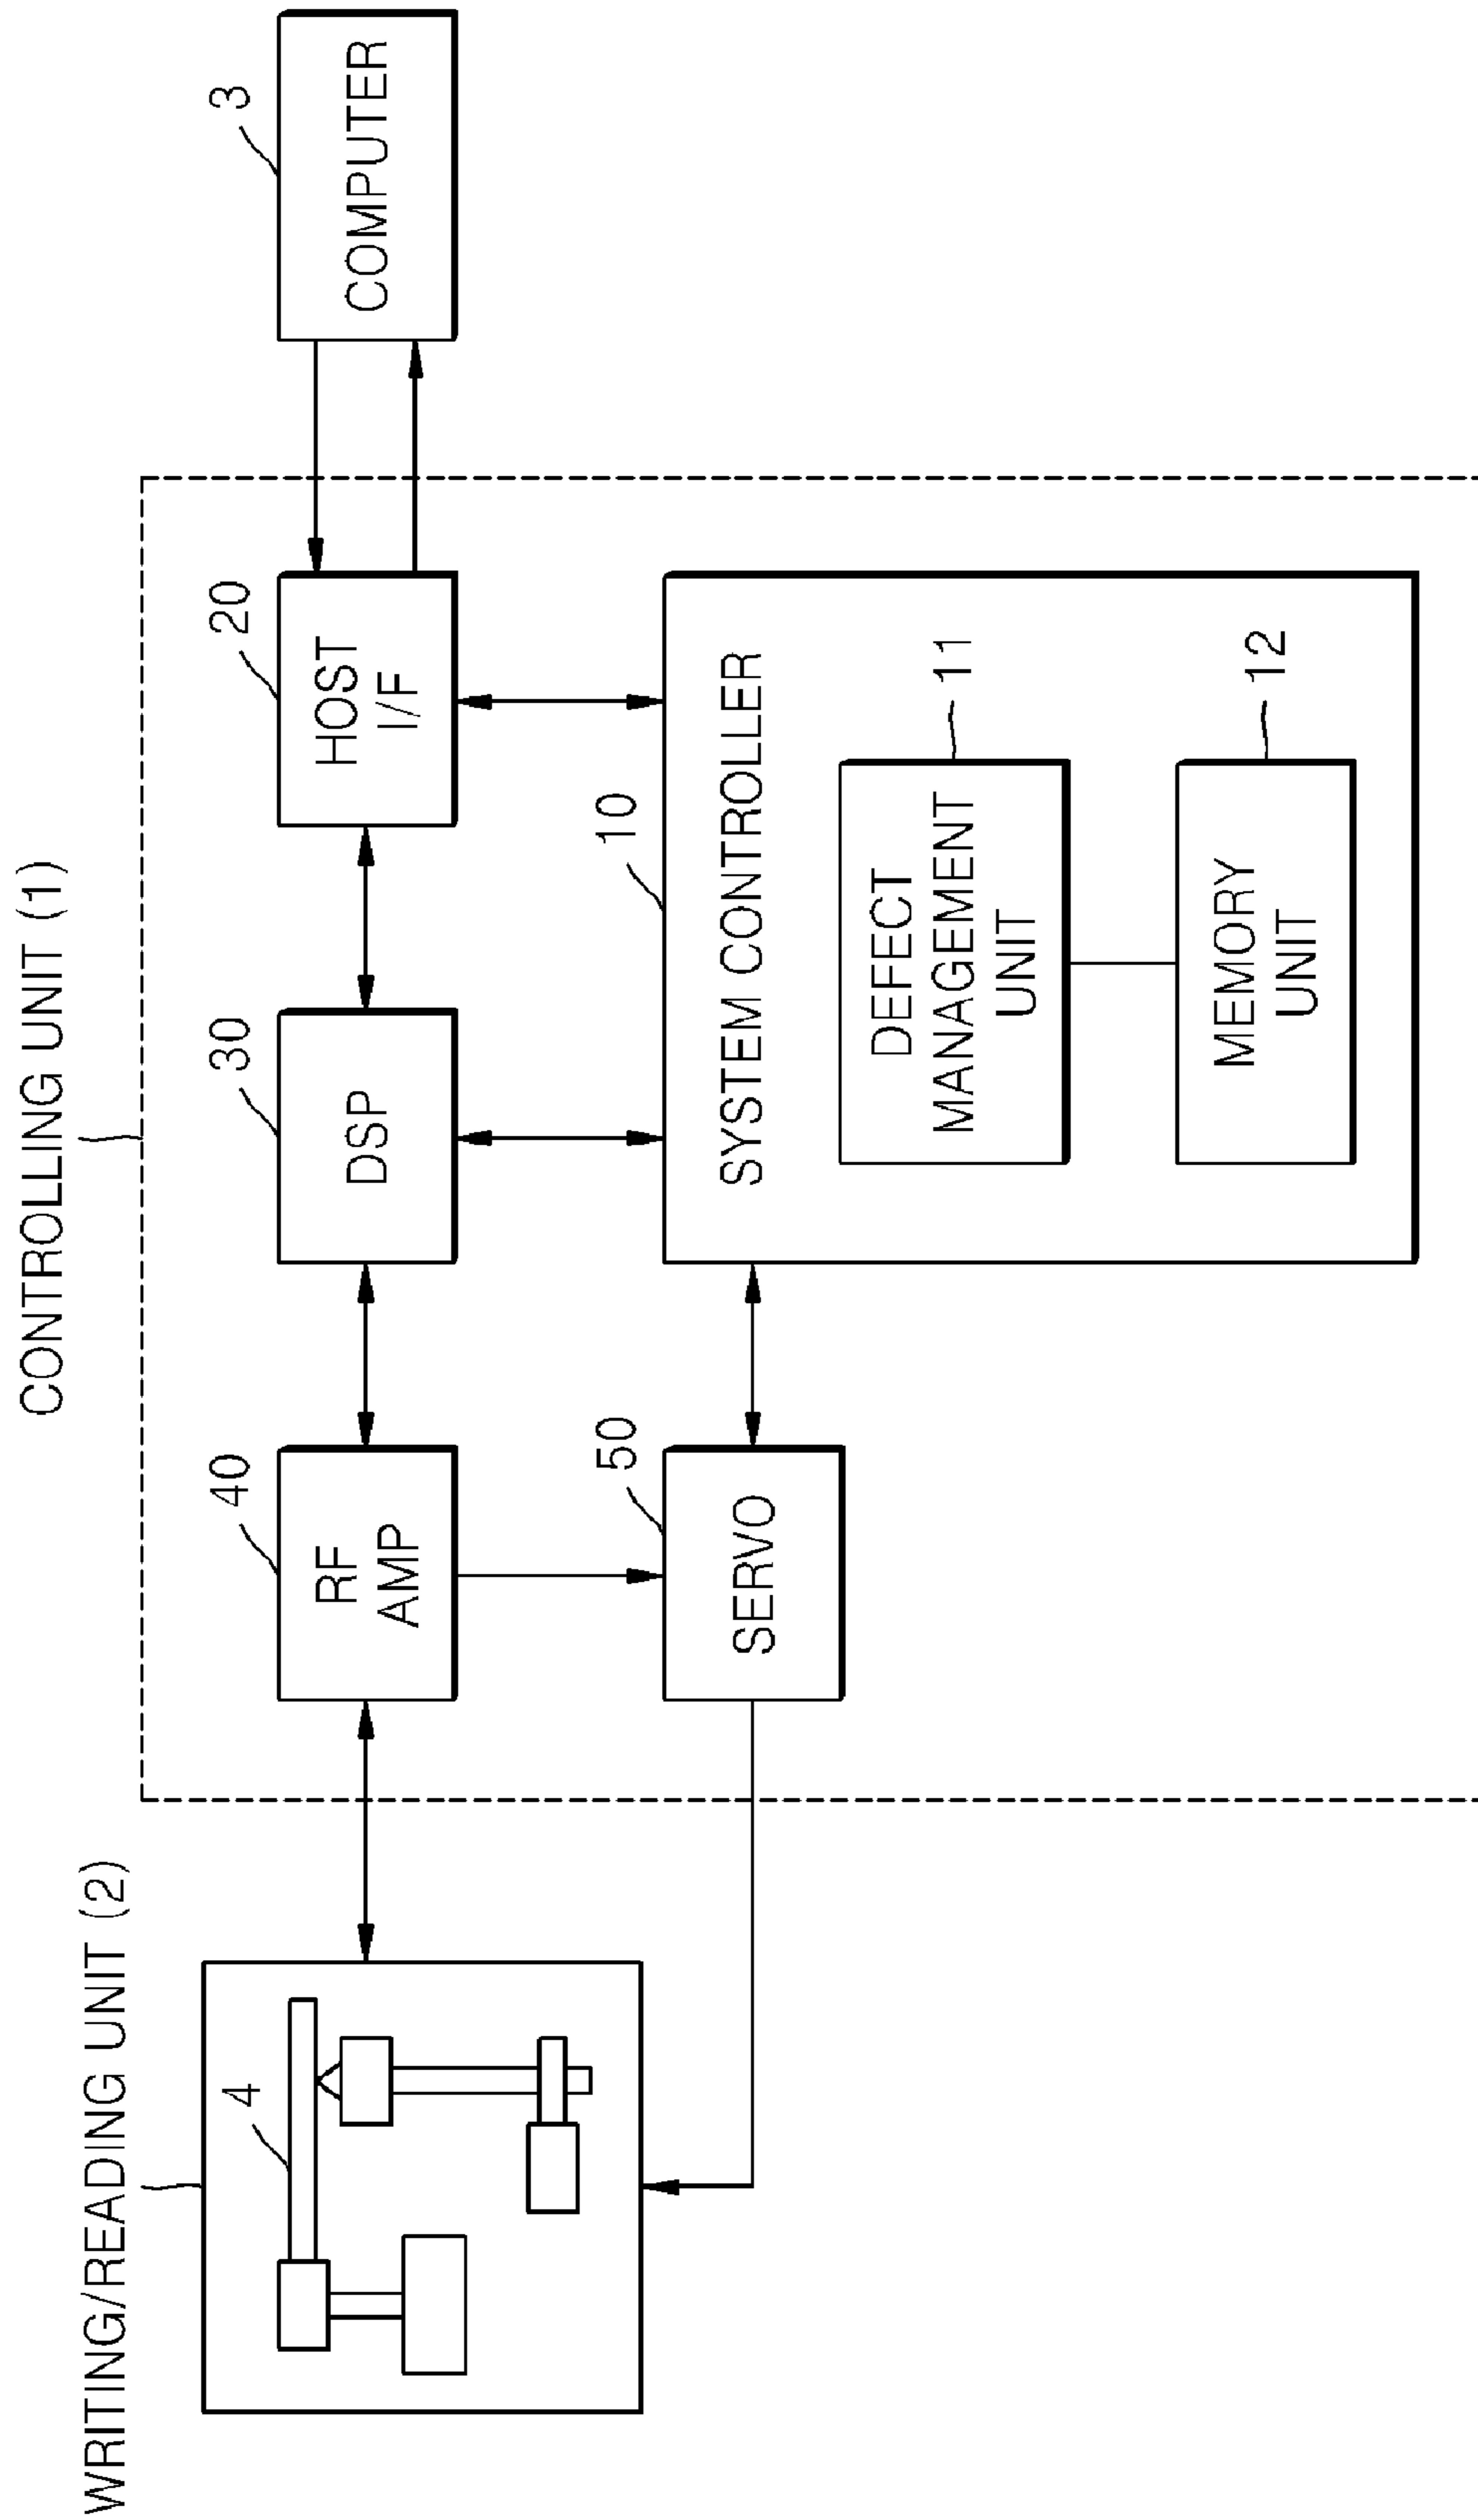 CONTROLLING UNIT (1)
WRITING/READING UNIT (2)
4
40
RF
AMP
30
DSP
20
HOST
I/F
3
COMPUTER
50
SERVO
10
SYSTEM CONTROLLER
DEFECT
MANAGEMENT
UNIT
11
MEMORY
UNIT
12